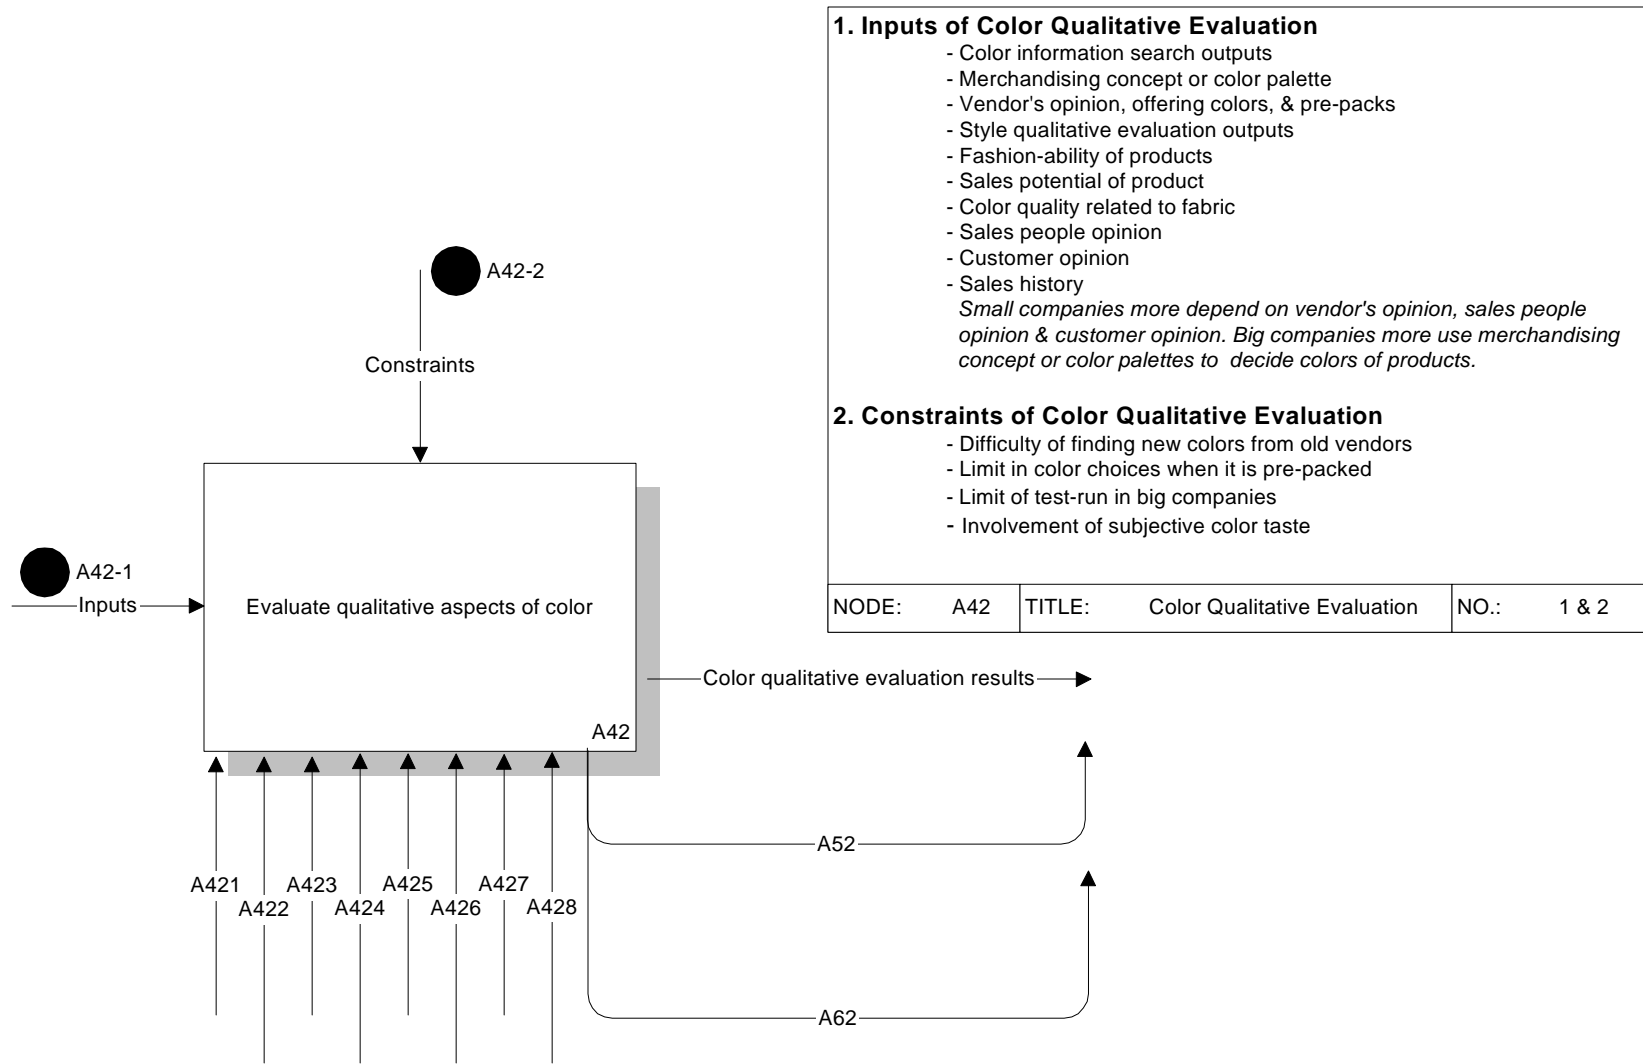 1. Inputs of Color Qualitative Evaluation
- Color information search outputs
- Merchandising concept or color palette
- Vendor's opinion, offering colors, & pre-packs
- Style qualitative evaluation outputs
- Fashion-ability of products
- Sales potential of product
- Color quality related to fabric
- Sales people opinion
- Customer opinion
- Sales history
Small companies more depend on vendor's opinion, sales people
opinion & customer opinion. Big companies more use merchandising
concept or color palettes to decide colors of products.
2. Constraints of Color Qualitative Evaluation
- Difficulty of finding new colors from old vendors
- Limit in color choices when it is pre-packed
- Limit of test-run in big companies
- Involvement of subjective color taste
NODE: A42 TITLE: Color Qualitative Evaluation NO.: 1 & 2
A42-2
Constraints
A42-1
Inputs
Evaluate qualitative aspects of color
A42
Color qualitative evaluation results
A52
A421 A423 A425 A427
A422 A424 A426 A428
A62